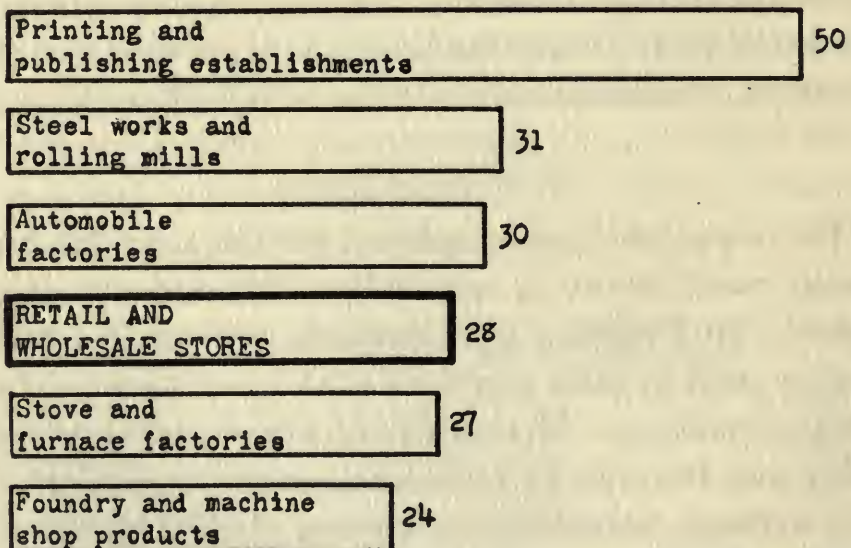 Printing and
publishing establishments 50
Steel works and
rolling mills 31
Automobile
factories 30
RETAIL AND
WHOLESALE STORES 28
Stove and
furnace factories 27
Foundry and machine
shop products 24